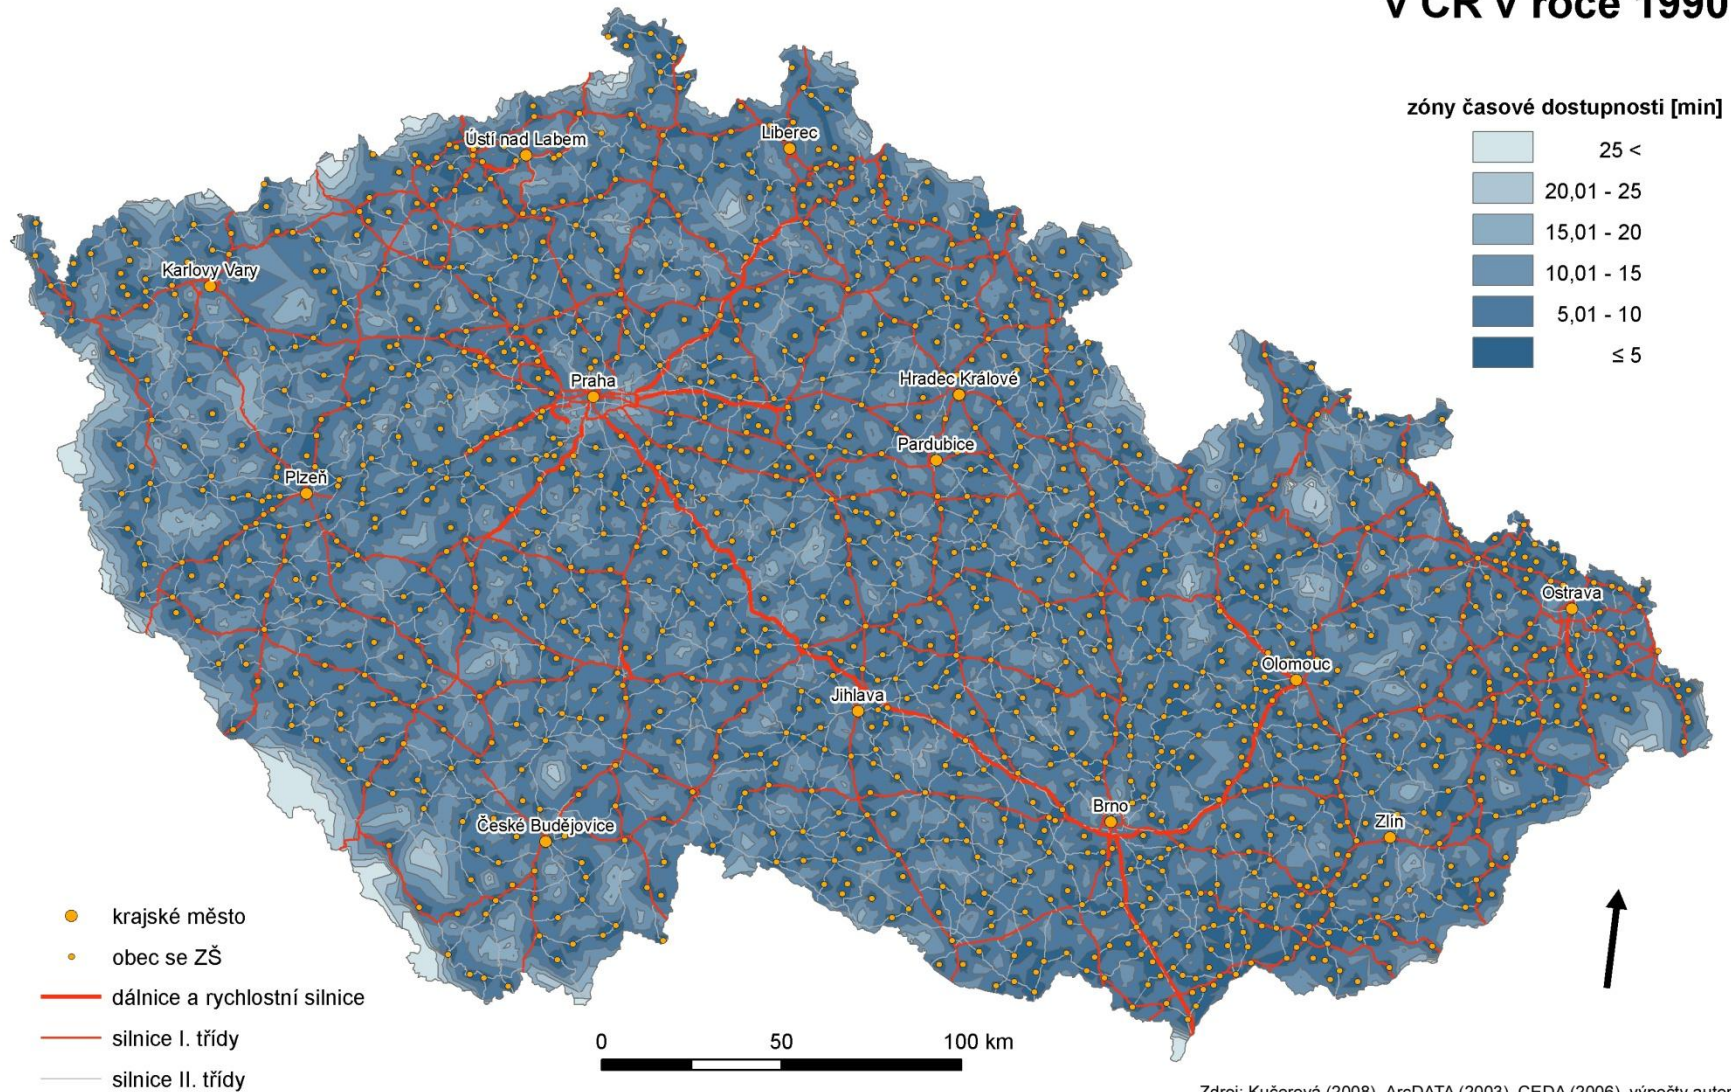 v ČR v roce 1990
zóny časové dostupnosti [min]
25 <
20,01 - 25
15,01 - 20
10,01 - 15
5,01 - 10
≤ 5
Liberec
Ústí nad Labem
Karlovy Vary
Praha
Hradec Králové
Pardubice
Plzeň
Ostrava
Olomouc
Jihlava
Brno
Zlín
České Budějovice
krajské město
obec se ZŠ
dálnice a rychlostní silnice
silnice I. třídy
silnice II. třídy
0 50 100 km
Zdroj: Kučerová (2008), ArcDATA (2003), CEDA (2006), výpočty autor